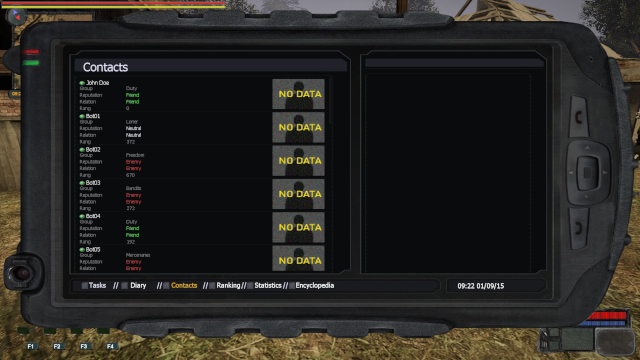 Contacts
John Doe
Group Duty
Reputation Friend
Relation Friend
Rang 0
NO DATA
Bot01
Group Loner
Reputation Neutral
Relation Neutral
Rang 372
NO DATA
Bot02
Group Freedom
Reputation Enemy
Relation Enemy
Rang 670
NO DATA
Bot03
Group Bandits
Reputation Enemy
Relation Enemy
Rang 272
NO DATA
Bot04
Group Duty
Reputation Friend
Relation Friend
Rang 392
NO DATA
Bot05
Group Mercenaries
Reputation Enemy
Relation Enemy
NO DATA
Tasks // Diary // Contacts // Ranking // Statistics // Encyclopedia
09:22 01/09/15
F1 F2 F3 F4